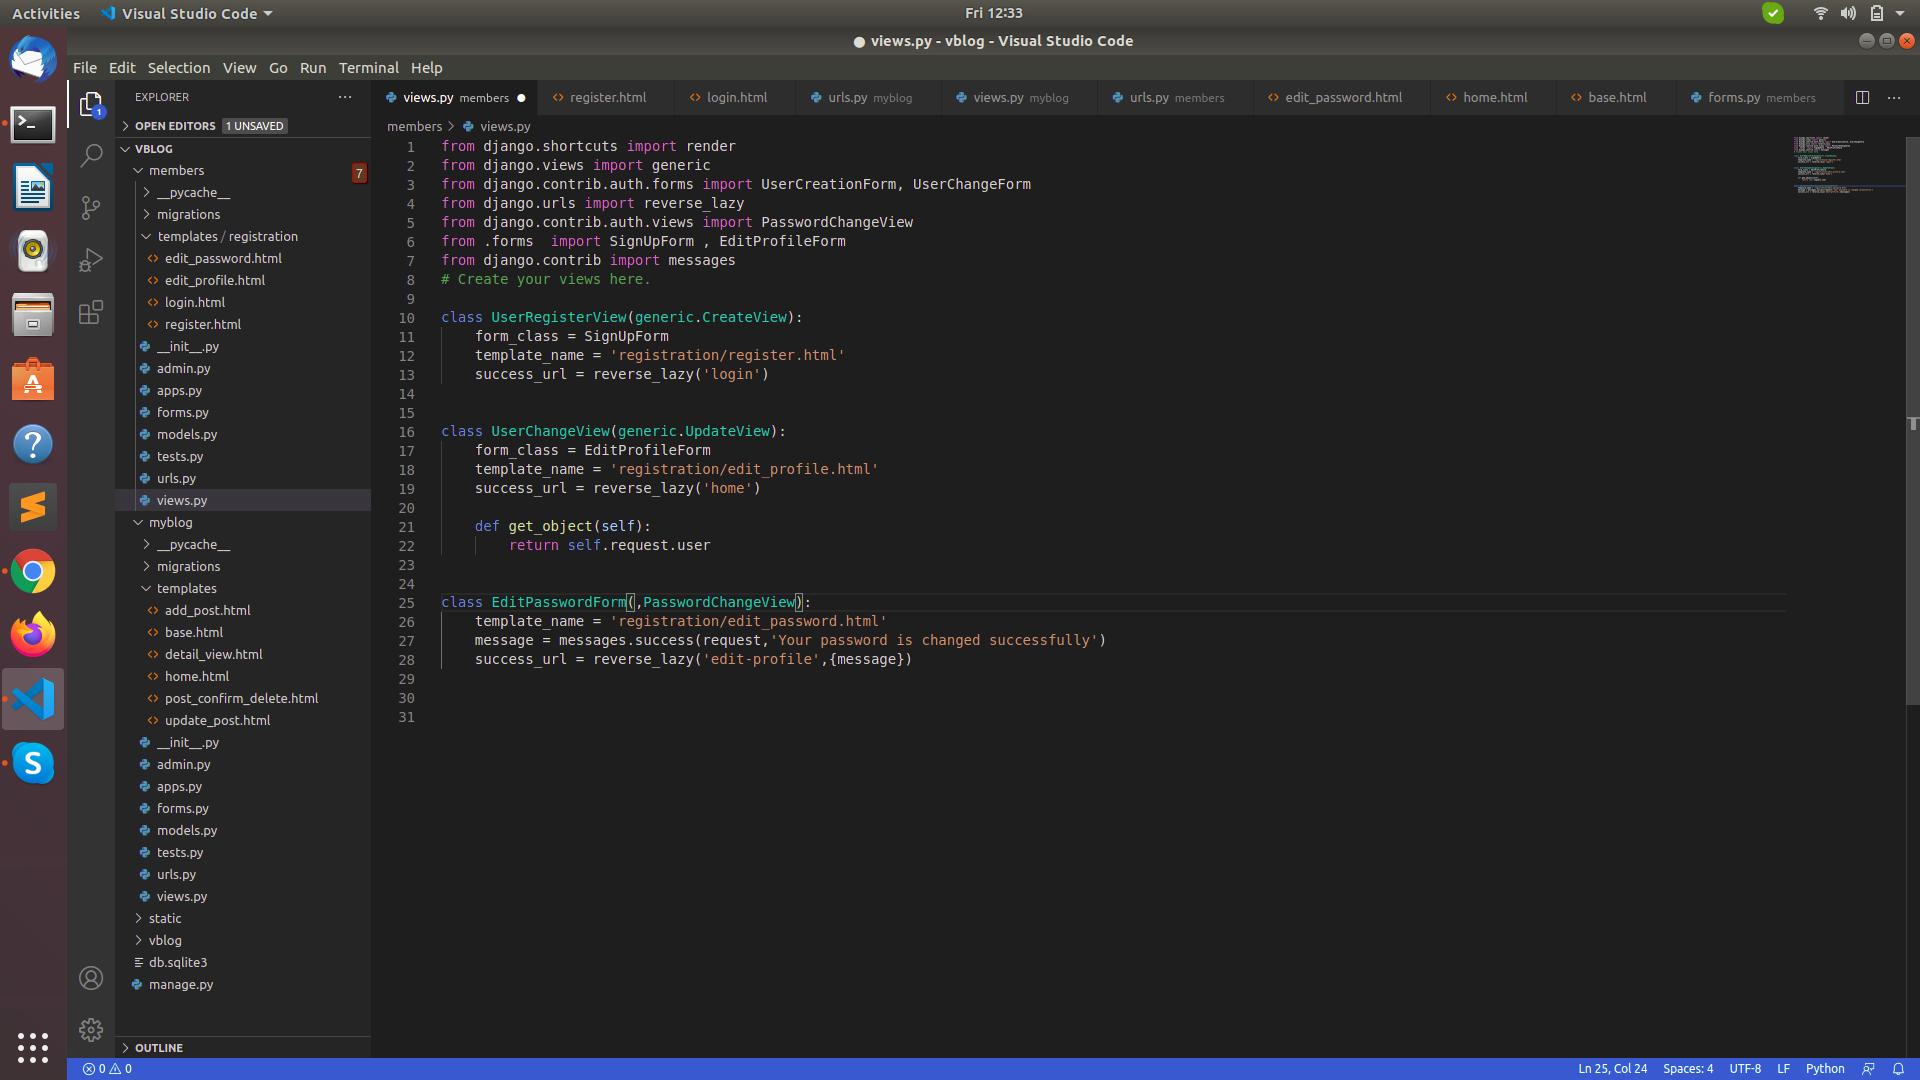 Activities Visual Studio Code Fri 12:33
● views.py - vblog - Visual Studio Code
File Edit Selection View Go Run Terminal Help
EXPLORER
OPEN EDITORS 1 UNSAVED
VBLOG
members 7
__pycache__
migrations
templates / registration
edit_password.html
edit_profile.html
login.html
register.html
__init__.py
admin.py
apps.py
forms.py
models.py
tests.py
urls.py
views.py
myblog
__pycache__
migrations
templates
add_post.html
base.html
detail_view.html
home.html
post_confirm_delete.html
update_post.html
__init__.py
admin.py
apps.py
forms.py
models.py
tests.py
urls.py
views.py
static
vblog
db.sqlite3
manage.py
OUTLINE
1
views.py members ● register.html login.html urls.py myblog views.py myblog urls.py members edit_password.html home.html base.html forms.py members
members > views.py
1 from django.shortcuts import render
2 from django.views import generic
3 from django.contrib.auth.forms import UserCreationForm, UserChangeForm
4 from django.urls import reverse_lazy
5 from django.contrib.auth.views import PasswordChangeView
6 from .forms  import SignUpForm , EditProfileForm
7 from django.contrib import messages
8 # Create your views here.
9
10 class UserRegisterView(generic.CreateView):
11     form_class = SignUpForm
12     template_name = 'registration/register.html'
13     success_url = reverse_lazy('login')
14
15
16 class UserChangeView(generic.UpdateView):
17     form_class = EditProfileForm
18     template_name = 'registration/edit_profile.html'
19     success_url = reverse_lazy('home')
20
21     def get_object(self):
22         return self.request.user
23
24
25 class EditPasswordForm(,PasswordChangeView):
26     template_name = 'registration/edit_password.html'
27     message = messages.success(request,'Your password is changed successfully')
28     success_url = reverse_lazy('edit-profile',{message})
29
30
31
0 0 Ln 25, Col 24 Spaces: 4 UTF-8 LF Python